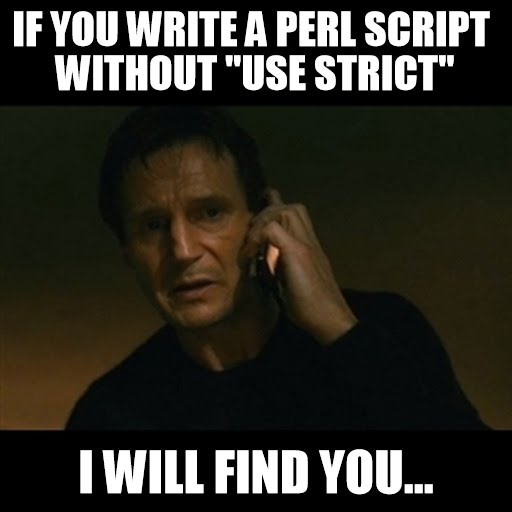 IF YOU WRITE A PERL SCRIPT
WITHOUT "USE STRICT"
I WILL FIND YOU...